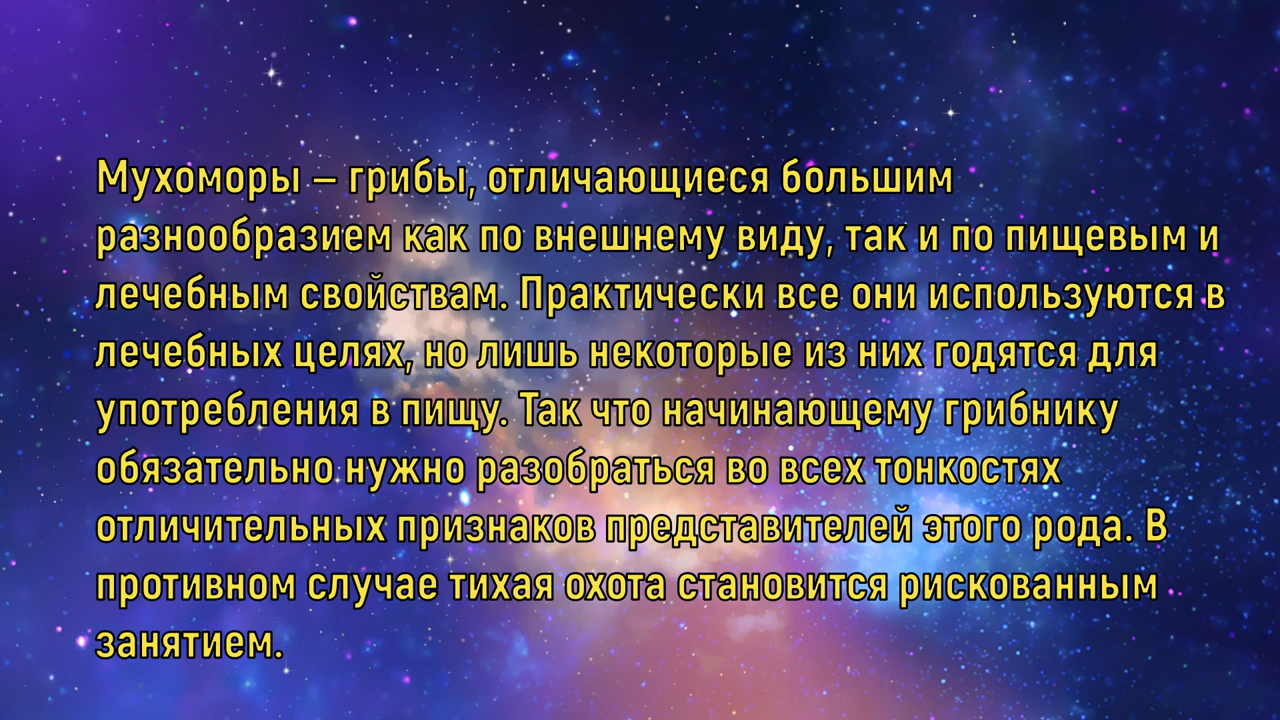 Мухоморы – грибы, отличающиеся большим
разнообразием как по внешнему виду, так и по пищевым и
лечебным свойствам. Практически все они используются в
лечебных целях, но лишь некоторые из них годятся для
употребления в пищу. Так что начинающему грибнику
обязательно нужно разобраться во всех тонкостях
отличительных признаков представителей этого рода. В
противном случае тихая охота становится рискованным
занятием.